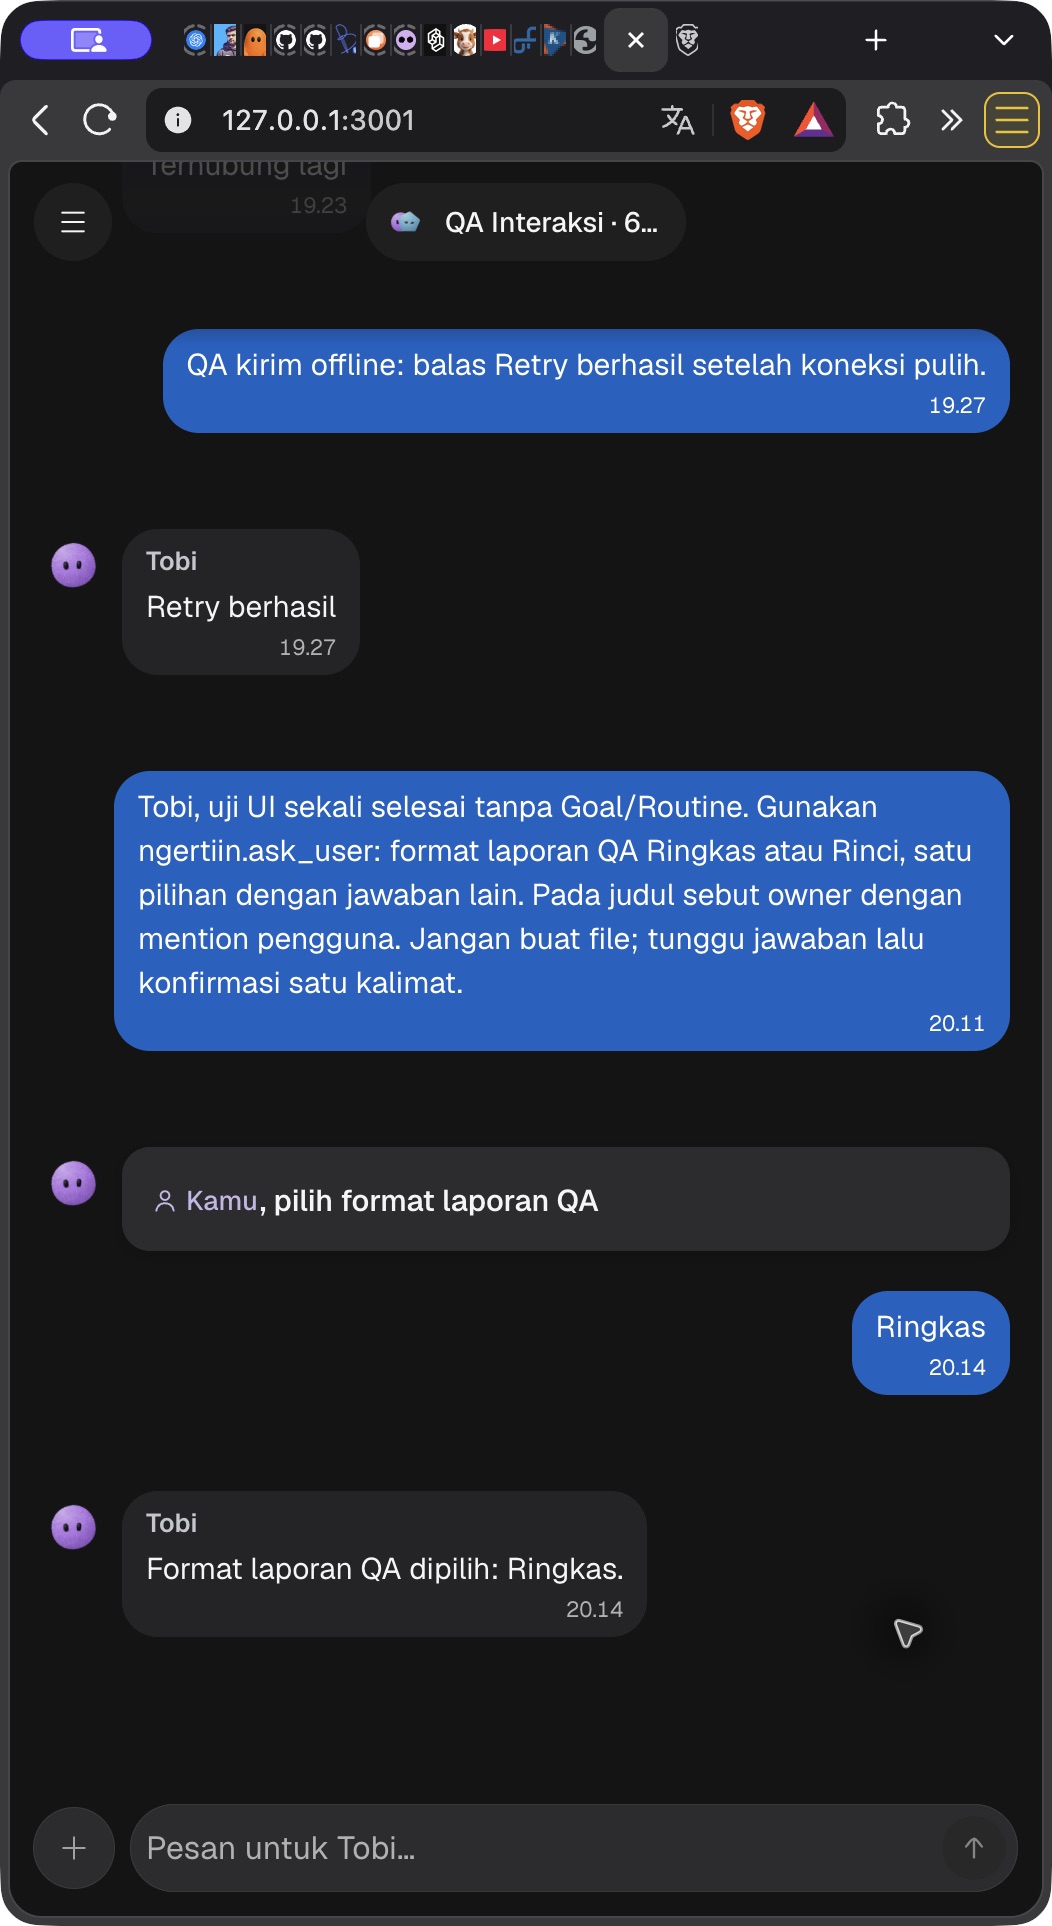 127.0.0.1:3001
Terhubung lagi
19.23
QA Interaksi · 6...
QA kirim offline: balas Retry berhasil setelah koneksi pulih.
19.27
Tobi
Retry berhasil
19.27
Tobi, uji UI sekali selesai tanpa Goal/Routine. Gunakan
ngertiin.ask_user: format laporan QA Ringkas atau Rinci, satu
pilihan dengan jawaban lain. Pada judul sebut owner dengan
mention pengguna. Jangan buat file; tunggu jawaban lalu
konfirmasi satu kalimat.
20.11
Kamu, pilih format laporan QA
Ringkas
20.14
Tobi
Format laporan QA dipilih: Ringkas.
20.14
Pesan untuk Tobi...